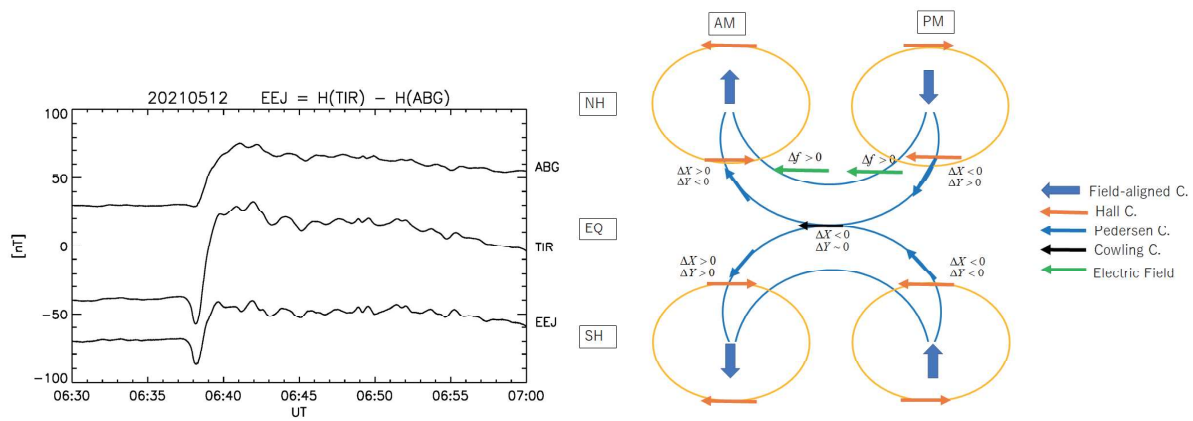 20210512 EEJ = H(TIR) − H(ABG)
100
50
0
−50
−100
[nT]
ABG
TIR
EEJ
06:30 06:35 06:40 06:45 06:50 06:55 07:00
UT
AM PM
NH
Δf > 0 Δf > 0
ΔX > 0
ΔY < 0
ΔX < 0
ΔY > 0
EQ
ΔX < 0
ΔY ~ 0
ΔX > 0
ΔY > 0
ΔX < 0
ΔY < 0
SH
Field-aligned C.
Hall C.
Pedersen C.
Cowling C.
Electric Field